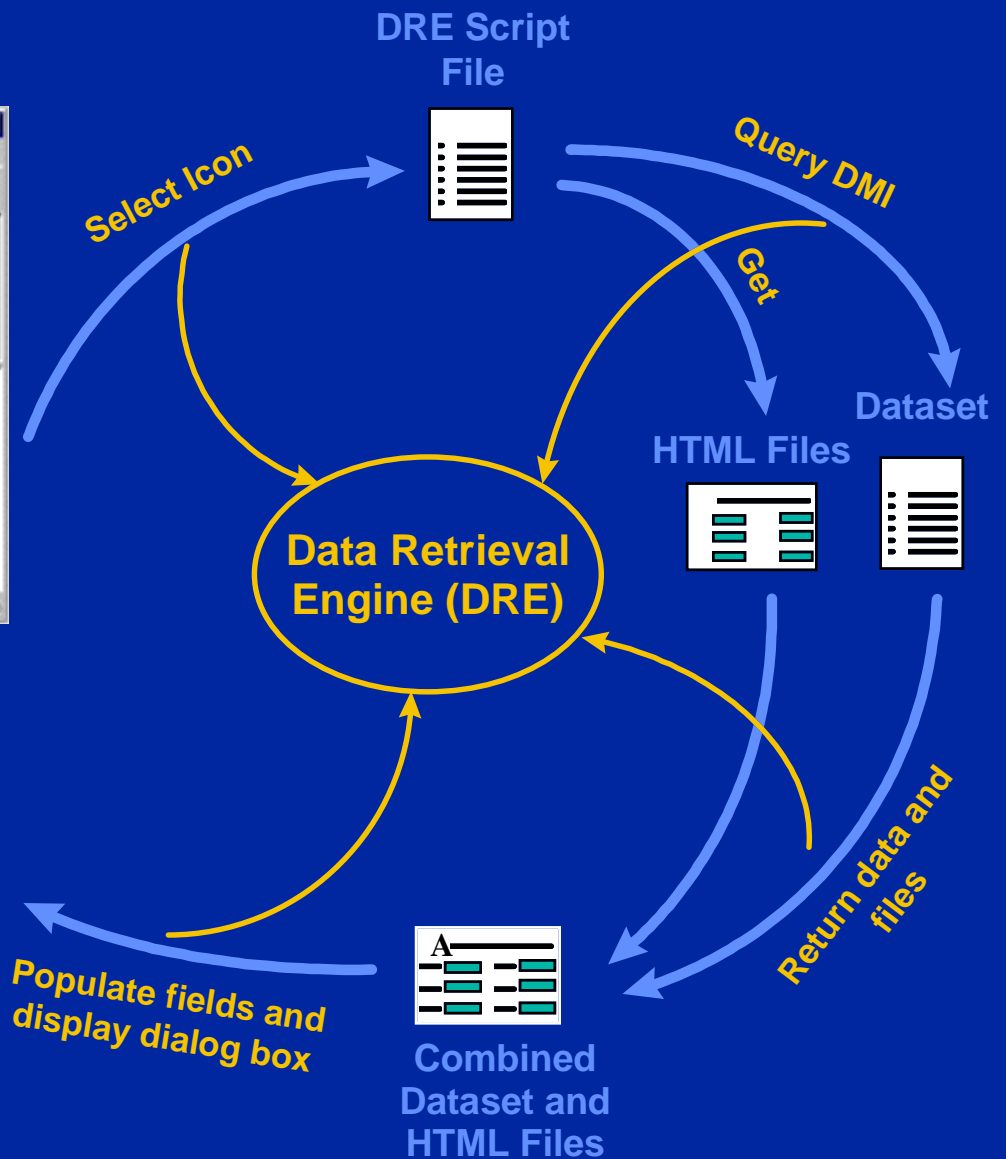 DRE Script
File
Select Icon
Query DMI
Get
Dataset
HTML Files
Data Retrieval
Engine (DRE)
Return data and
files
A
Populate fields and
display dialog box
Combined
Dataset and
HTML Files